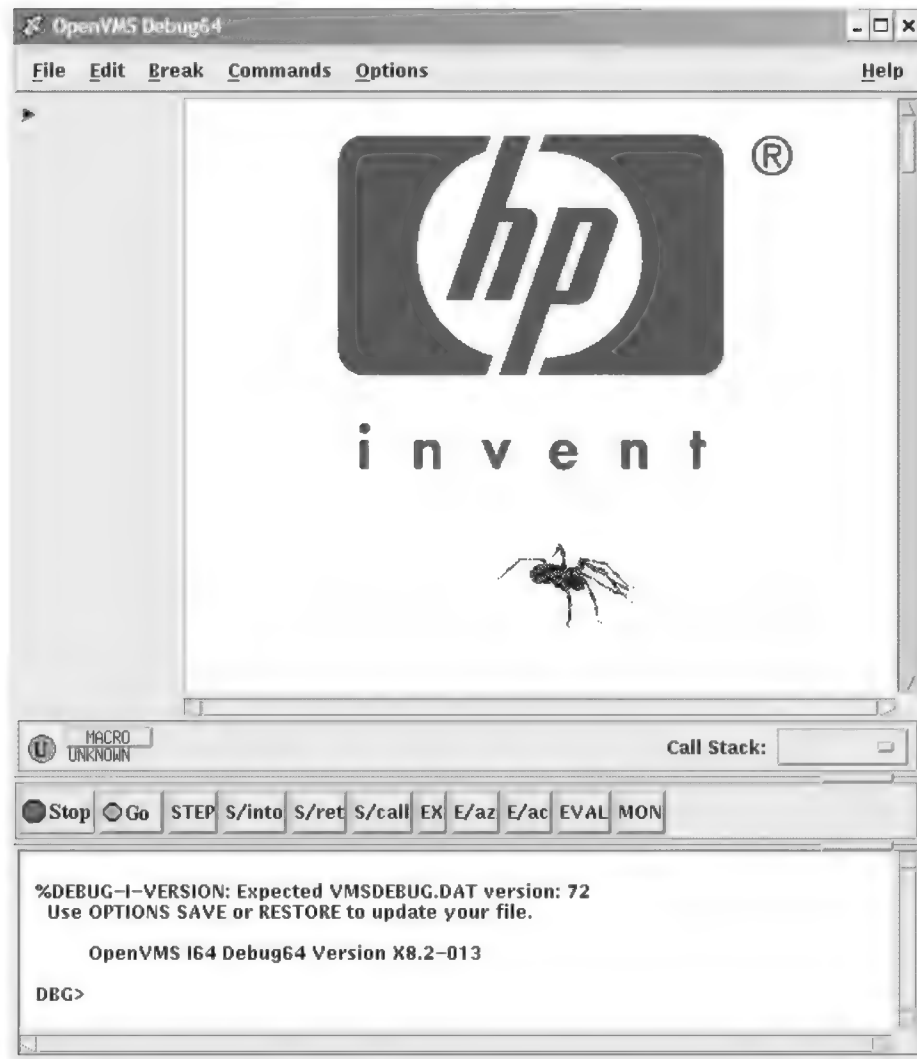 OpenVMS Debug64
File Edit Break Commands Options Help
hp ®
invent
U MACRO
UNKNOWN
Call Stack:
Stop Go STEP S/into S/ret S/call EX E/az E/ac EVAL MON
%DEBUG-I-VERSION: Expected VMSDEBUG.DAT version: 72
Use OPTIONS SAVE or RESTORE to update your file.
OpenVMS I64 Debug64 Version X8.2-013
DBG>